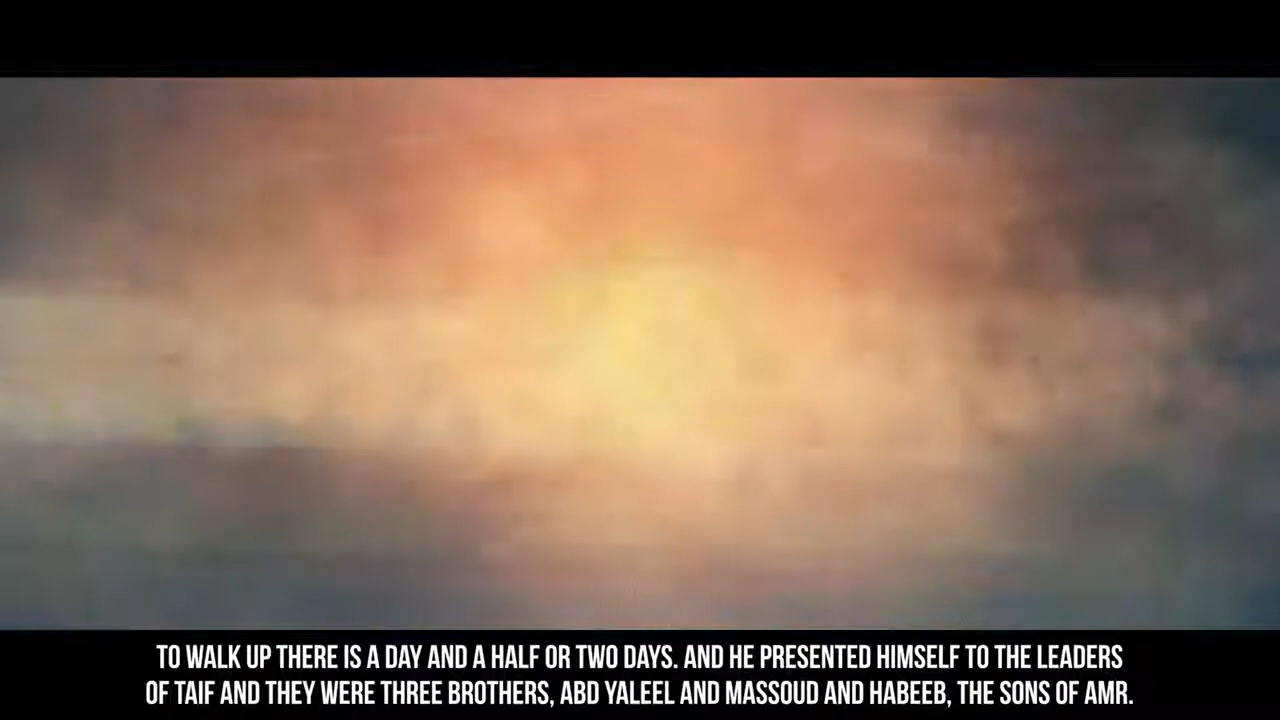 TO WALK UP THERE IS A DAY AND A HALF OR TWO DAYS. AND HE PRESENTED HIMSELF TO THE LEADERS
OF TAIF AND THEY WERE THREE BROTHERS, ABD YALEEL AND MASSOUD AND HABEEB, THE SONS OF AMR.